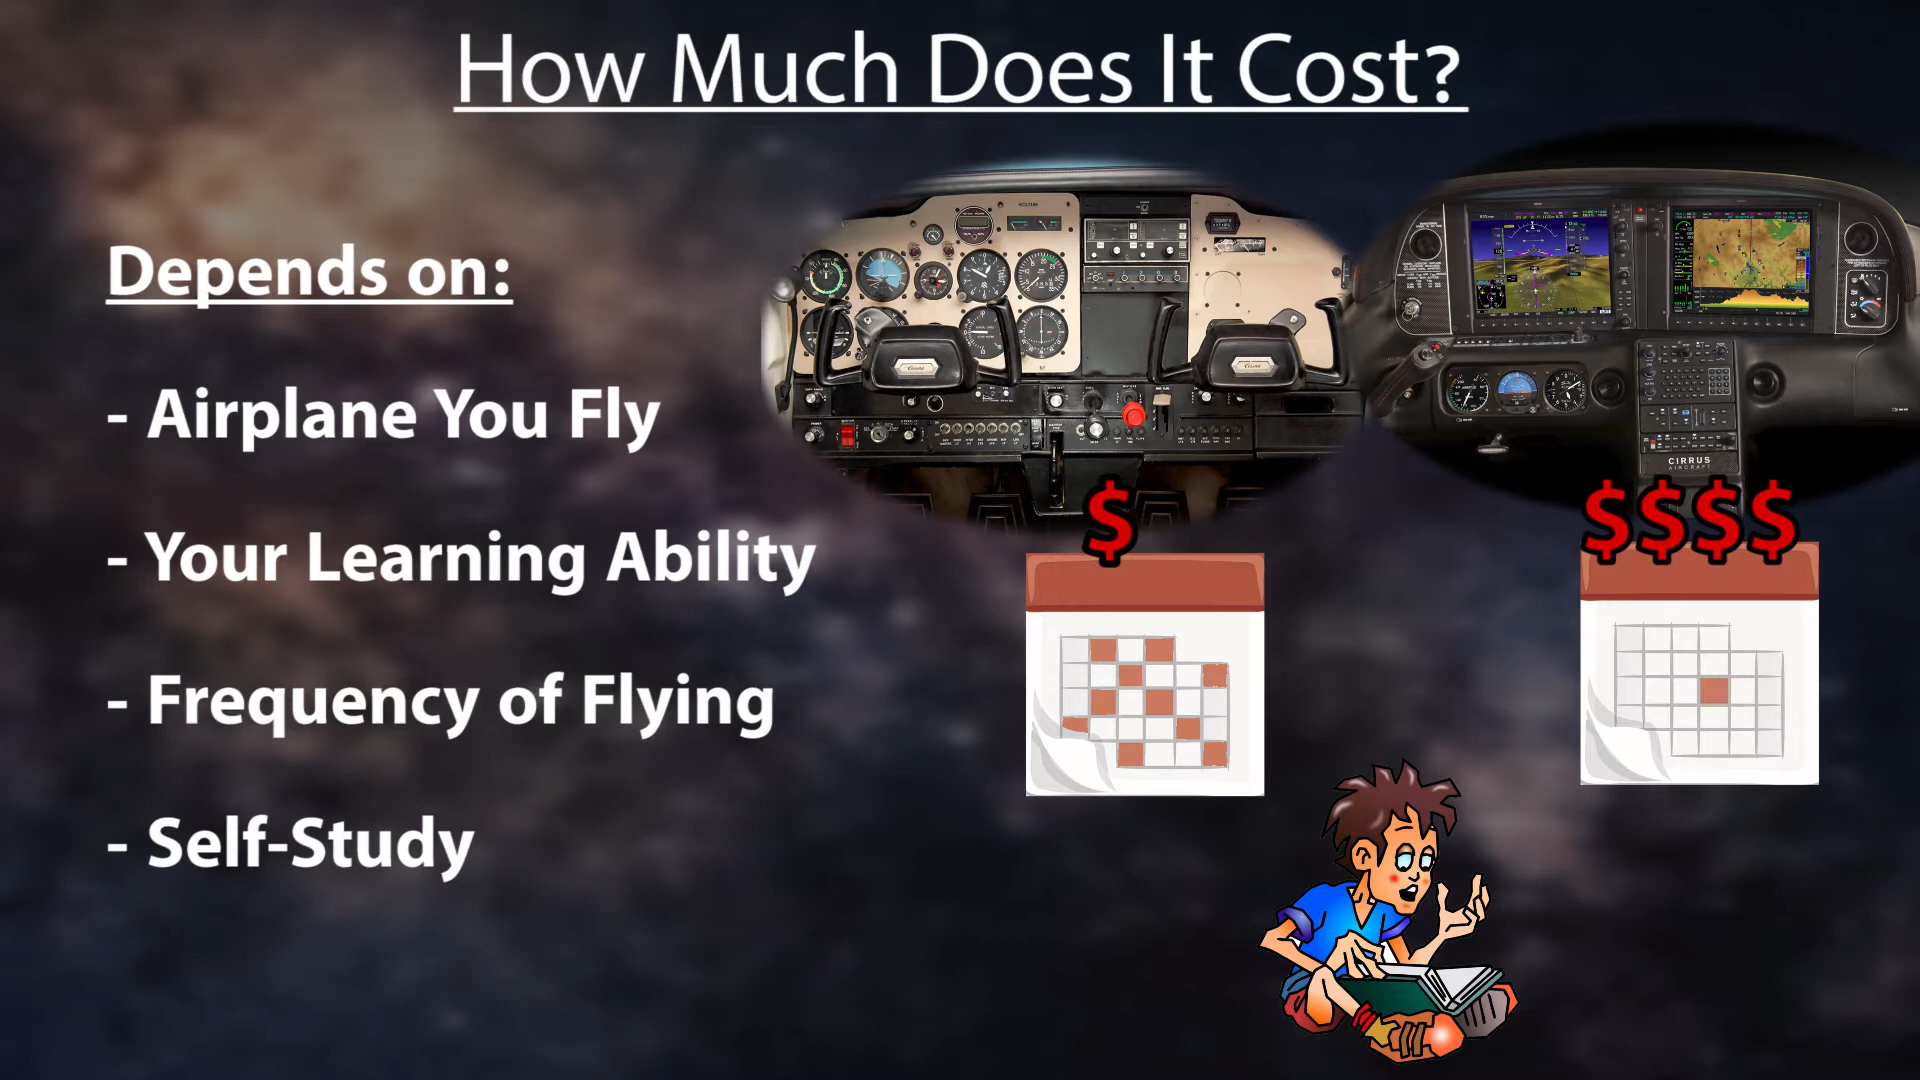 How Much Does It Cost?
Depends on:
- Airplane You Fly
- Your Learning Ability
- Frequency of Flying
- Self-Study
$
$$$$
CIRRUS
AIRCRAFT